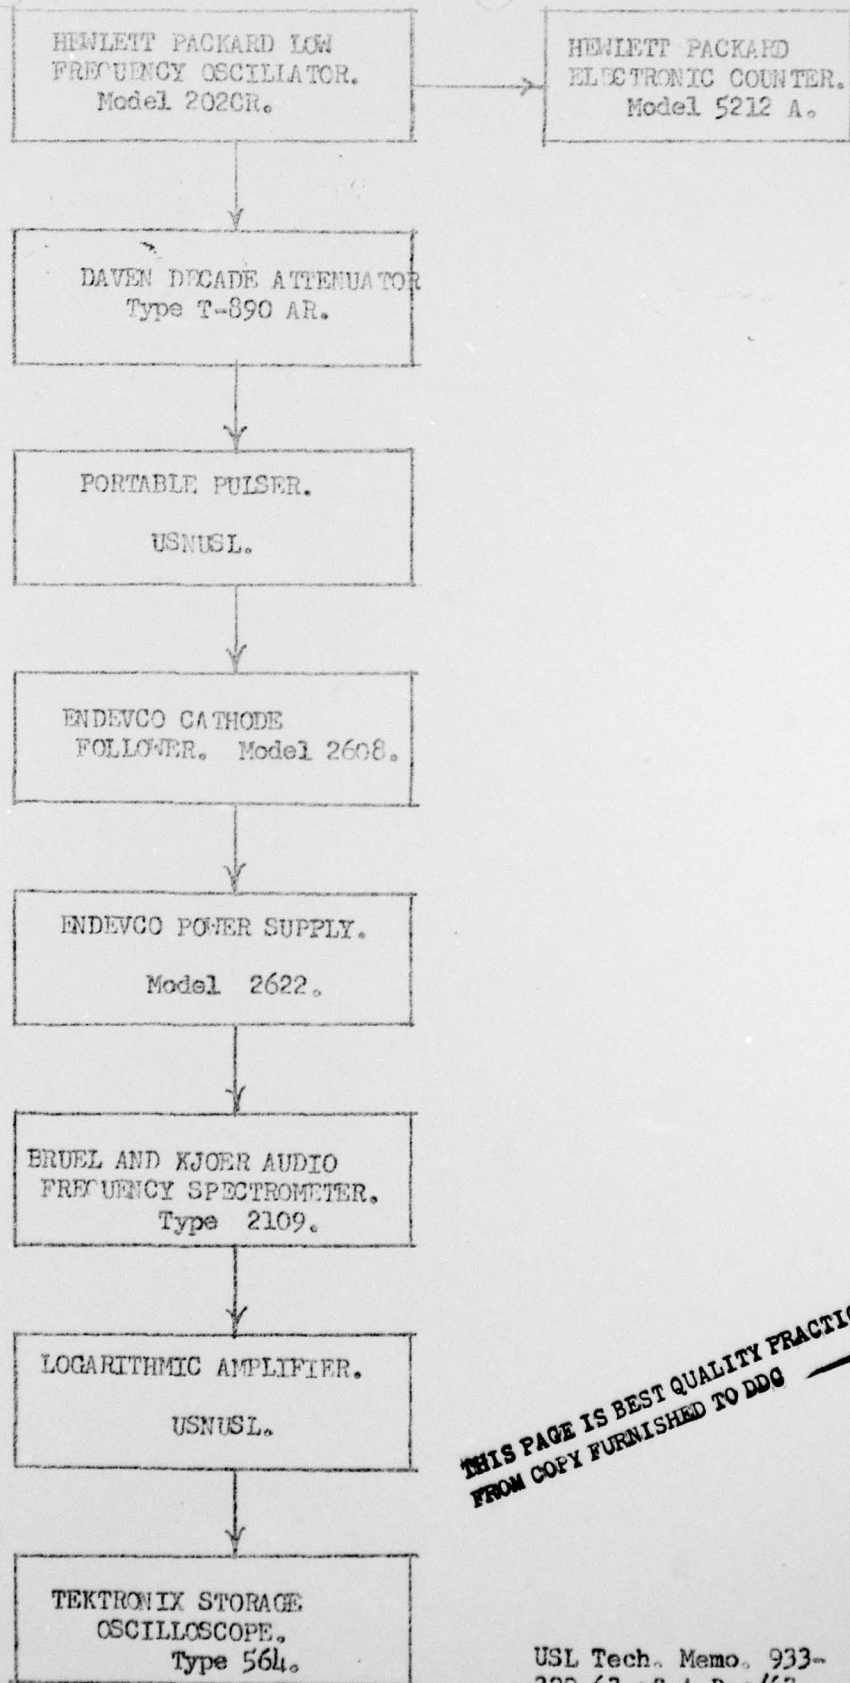 HEWLETT PACKARD LOW
FREQUENCY OSCILLATOR.
Model 202CR.
HEWLETT PACKARD
ELECTRONIC COUNTER.
Model 5212 A.
DAVEN DECADE ATTENUATOR
Type T-890 AR.
PORTABLE PULSER.
USNUSL.
ENDEVCO CATHODE
FOLLOWER. Model 2608.
ENDEVCO POWER SUPPLY.
Model 2622.
BRUEL AND KJOER AUDIO
FREQUENCY SPECTROMETER.
Type 2109.
LOGARITHMIC AMPLIFIER.
USNUSL.
TEKTRONIX STORAGE
OSCILLOSCOPE.
Type 564.
THIS PAGE IS BEST QUALITY
FROM COPY FURNISHED TO DDC
USL Tech. Memo. 933-